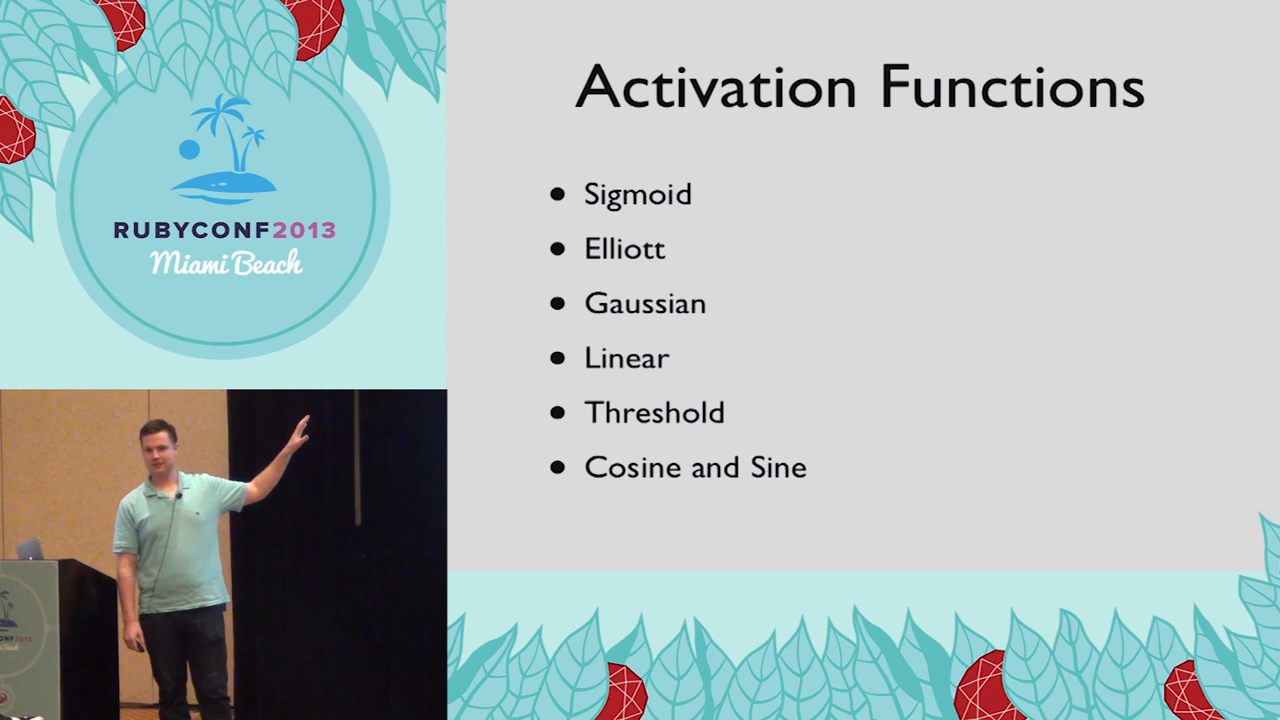 RUBYCONF2013
Miami Beach
Activation Functions
• Sigmoid
• Elliott
• Gaussian
• Linear
• Threshold
• Cosine and Sine